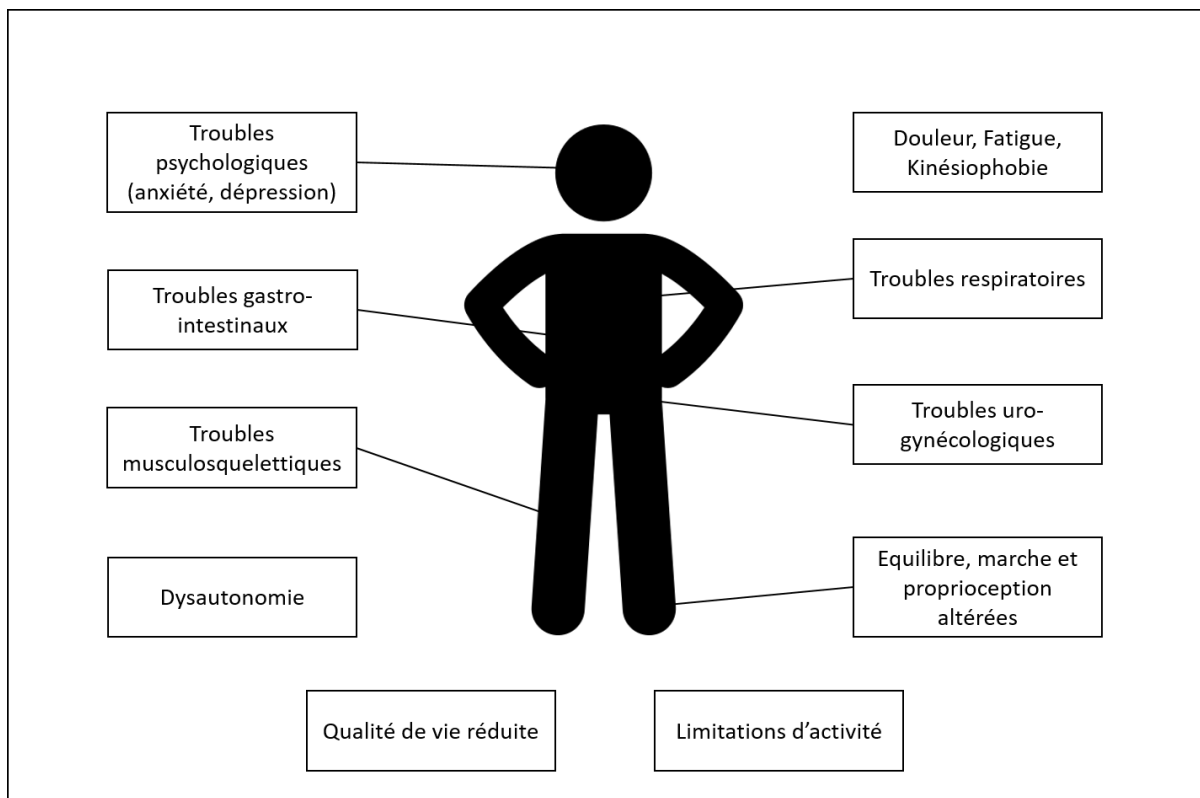 Troubles
psychologiques
(anxiété, dépression)
Douleur, Fatigue,
Kinésiophobie
Troubles gastro-
intestinaux
Troubles respiratoires
Troubles
musculosquelettiques
Troubles uro-
gynécologiques
Dysautonomie
Equilibre, marche et
proprioception
altérées
Qualité de vie réduite
Limitations d’activité